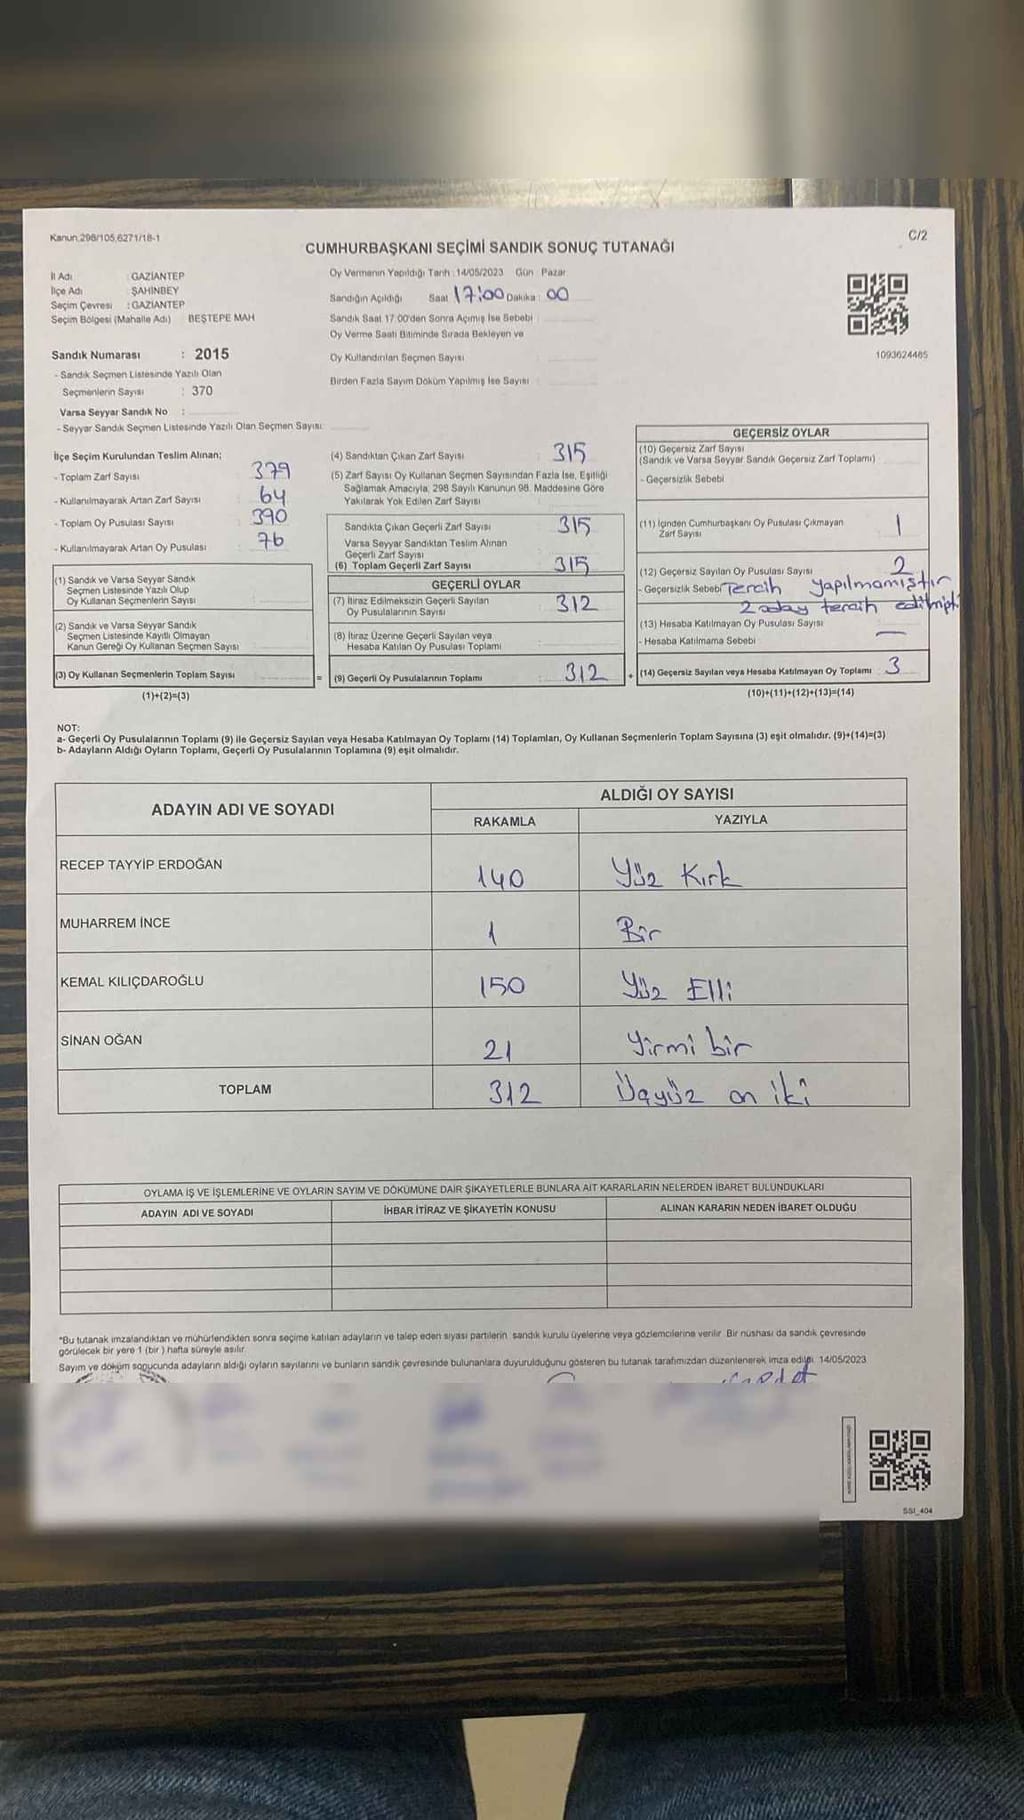 Kanun:298/105,6271/18-1
C/2
CUMHURBAŞKANI SEÇİMİ SANDIK SONUÇ TUTANAĞI
İl Adı : GAZİANTEP
İlçe Adı : ŞAHİNBEY
Seçim Çevresi : GAZİANTEP
Seçim Bölgesi (Mahalle Adı) BEŞTEPE MAH
Oy Vermenin Yapıldığı Tarih : 14/05/2023 Gün Pazar
Sandığın Açıldığı Saat 17:00 Dakika : 00
Sandık Saat 17:00'den Sonra Açılmış İse Sebebi :
Oy Verme Saati Bitiminde Sırada Bekleyen ve
Oy Kullandırılan Seçmen Sayısı :
Birden Fazla Sayım Döküm Yapılmış İse Sayısı :
1093624485
Sandık Numarası : 2015
- Sandık Seçmen Listesinde Yazılı Olan
Seçmenlerin Sayısı : 370
Varsa Seyyar Sandık No :
- Seyyar Sandık Seçmen Listesinde Yazılı Olan Seçmen Sayısı:
İlçe Seçim Kurulundan Teslim Alınan;
- Toplam Zarf Sayısı 379
- Kullanılmayarak Artan Zarf Sayısı 64
- Toplam Oy Pusulası Sayısı 390
- Kullanılmayarak Artan Oy Pusulası 76
(1) Sandık ve Varsa Seyyar Sandık
Seçmen Listesinde Yazılı Olup
Oy Kullanan Seçmenlerin Sayısı
(2) Sandık ve Varsa Seyyar Sandık
Seçmen Listesinde Kayıtlı Olmayan
Kanun Gereği Oy Kullanan Seçmen Sayısı
(3) Oy Kullanan Seçmenlerin Toplam Sayısı
(1)+(2)=(3)
=
(4) Sandıktan Çıkan Zarf Sayısı : 315
(5) Zarf Sayısı Oy Kullanan Seçmen Sayısından Fazla İse, Eşitliği
Sağlamak Amacıyla, 298 Sayılı Kanunun 98. Maddesine Göre
Yakılarak Yok Edilen Zarf Sayısı :
Sandıkta Çıkan Geçerli Zarf Sayısı : 315
Varsa Seyyar Sandıktan Teslim Alınan
Geçerli Zarf Sayısı
(6) Toplam Geçerli Zarf Sayısı 315
GEÇERLİ OYLAR
(7) İtiraz Edilmeksizin Geçerli Sayılan
Oy Pusulalarının Sayısı 312
(8) İtiraz Üzerine Geçerli Sayılan veya
Hesaba Katılan Oy Pusulası Toplamı
(9) Geçerli Oy Pusulalarının Toplamı : 312
+
GEÇERSİZ OYLAR
(10) Geçersiz Zarf Sayısı
(Sandık ve Varsa Seyyar Sandık Geçersiz Zarf Toplamı) :
- Geçersizlik Sebebi
(11) İçinden Cumhurbaşkanı Oy Pusulası Çıkmayan
Zarf Sayısı 1
(12) Geçersiz Sayılan Oy Pusulası Sayısı : 2
- Geçersizlik Sebebi Tercih yapılmamıştır
2 aday tercih
(13) Hesaba Katılmayan Oy Pusulası Sayısı :
- Hesaba Katılmama Sebebi : —
(14) Geçersiz Sayılan veya Hesaba Katılmayan Oy Toplamı : 3
(10)+(11)+(12)+(13)=(14)
NOT:
a- Geçerli Oy Pusulalarının Toplamı (9) ile Geçersiz Sayılan veya Hesaba Katılmayan Oy Toplamı (14) Toplamları, Oy Kullanan Seçmenlerin Toplam Sayısına (3) eşit olmalıdır. (9)+(14)=(3)
b- Adayların Aldığı Oyların Toplamı, Geçerli Oy Pusulalarının Toplamına (9) eşit olmalıdır.
ADAYIN ADI VE SOYADI
ALDIĞI OY SAYISI
RAKAMLA YAZIYLA
RECEP TAYYİP ERDOĞAN 140 Yüz Kırk
MUHARREM İNCE 1 Bir
KEMAL KILIÇDAROĞLU 150 Yüz Elli
SİNAN OĞAN 21 Yirmi bir
TOPLAM 312 Üçyüz on iki
OYLAMA İŞ VE İŞLEMLERİNE VE OYLARIN SAYIM VE DÖKÜMÜNE DAİR ŞİKAYETLERLE BUNLARA AİT KARARLARIN NELERDEN İBARET BULUNDUKLARI
ADAYIN ADI VE SOYADI İHBAR İTİRAZ VE ŞİKAYETİN KONUSU ALINAN KARARIN NEDEN İBARET OLDUĞU
*Bu tutanak imzalandıktan ve mühürlendikten sonra seçime katılan adayların ve talep eden siyasi partilerin sandık kurulu üyelerine veya gözlemcilerine verilir. Bir nüshası da sandık çevresinde
görülecek bir yere 1 (bir) hafta süreyle asılır.
Sayım ve döküm sonucunda adayların aldığı oyların sayılarını ve bunların sandık çevresinde bulunanlara duyurulduğunu gösteren bu tutanak tarafımızdan düzenlenerek imza edildi. 14/05/2023
SSI_404